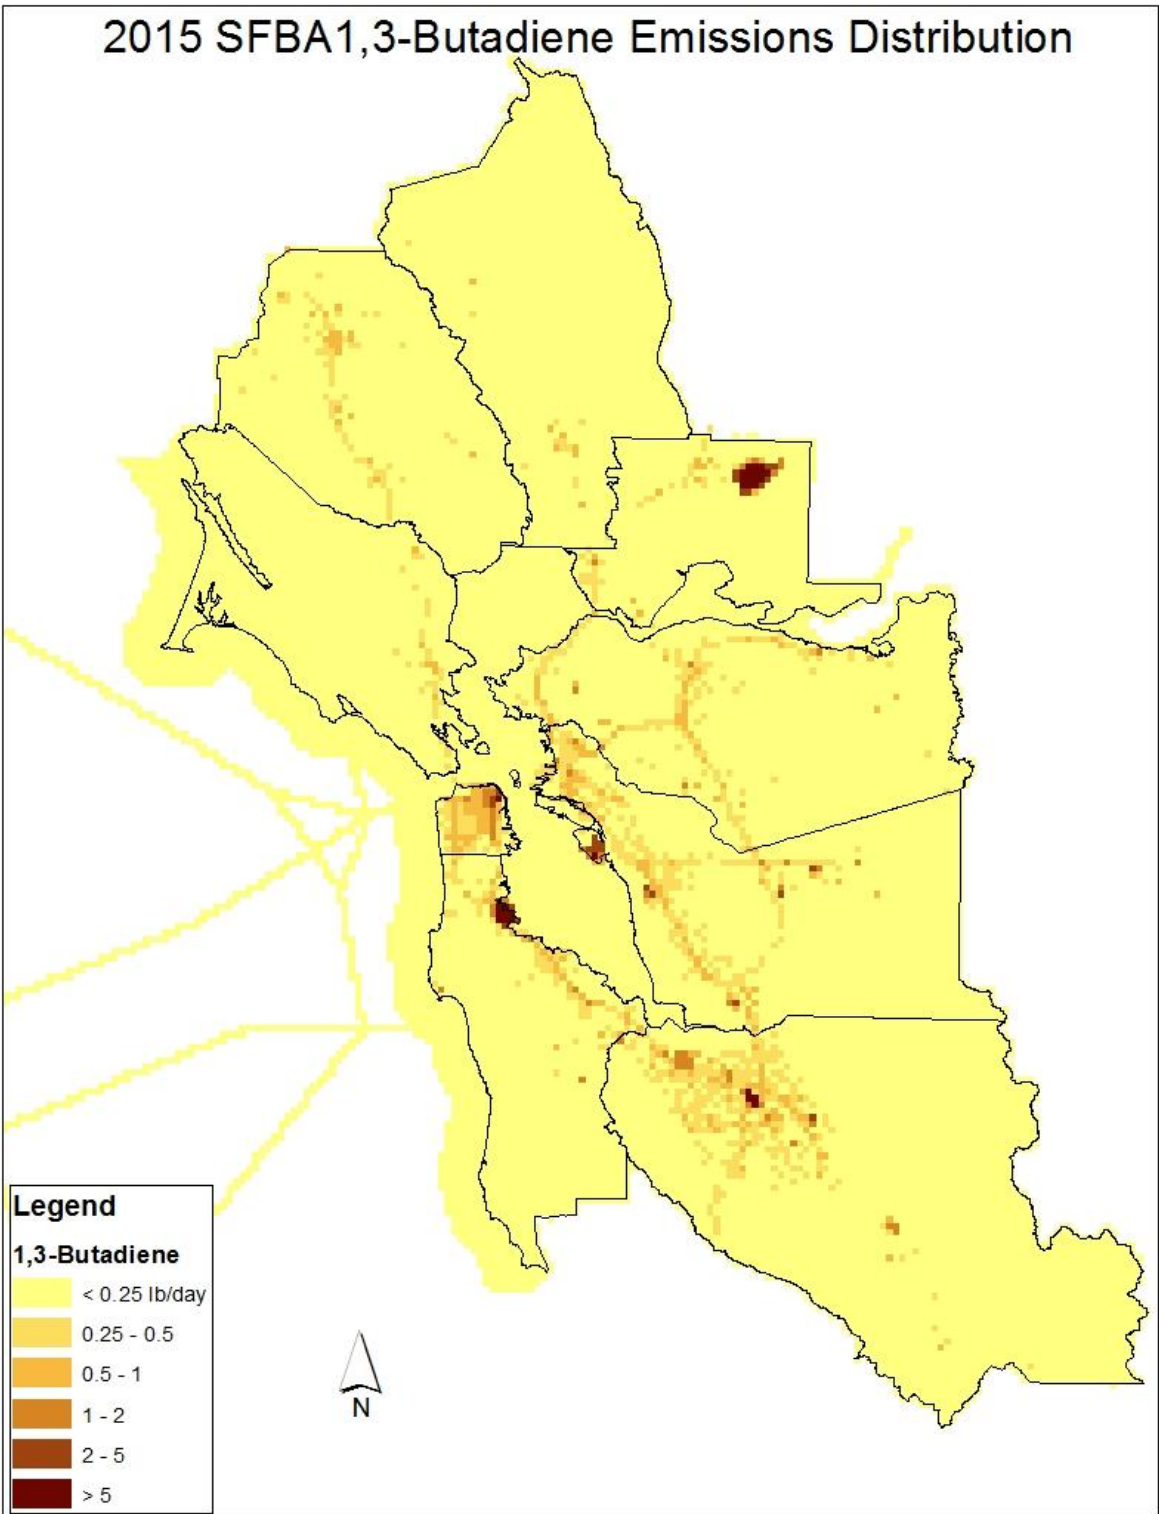 2015 SFBA1,3-Butadiene Emissions Distribution
Legend
1,3-Butadiene
< 0.25 lb/day
0.25 - 0.5
0.5 - 1
1 - 2
2 - 5
> 5
N